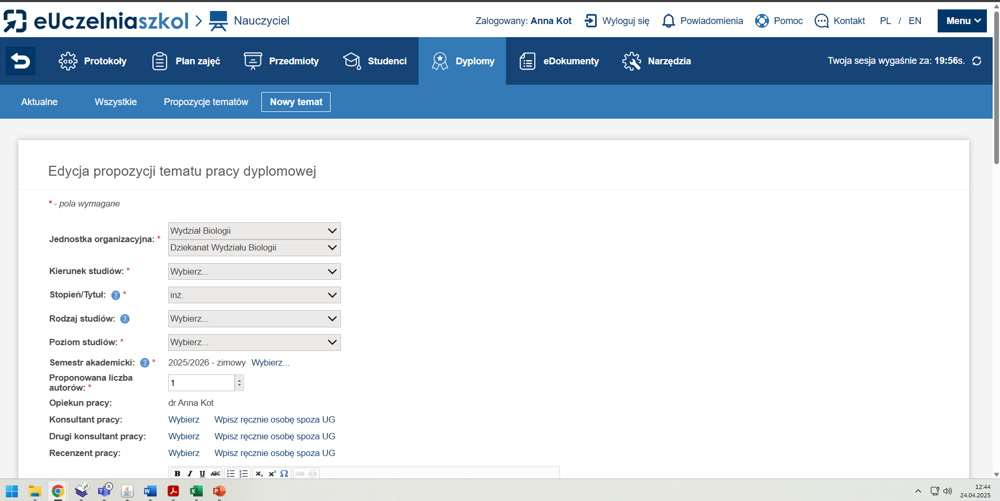 eUczelniaszkol > Nauczyciel Zalogowany: Anna Kot Wyloguj się Powiadomienia Pomoc Kontakt PL / EN Menu
Protokoły Plan zajęć Przedmioty Studenci Dyplomy eDokumenty Narzędzia Twoja sesja wygaśnie za: 19:56s.
Aktualne Wszystkie Propozycje tematów Nowy temat
Edycja propozycji tematu pracy dyplomowej
* - pola wymagane
Jednostka organizacyjna: * Wydział Biologii
Dziekanat Wydziału Biologii
Kierunek studiów: * Wybierz...
Stopień/Tytuł: ? * inż.
Rodzaj studiów: ? Wybierz...
Poziom studiów: * Wybierz...
Semestr akademicki: ? * 2025/2026 - zimowy Wybierz...
Proponowana liczba
autorów: * 1
Opiekun pracy: dr Anna Kot
Konsultant pracy: Wybierz Wpisz ręcznie osobę spoza UG
Drugi konsultant pracy: Wybierz Wpisz ręcznie osobę spoza UG
Recenzent pracy: Wybierz Wpisz ręcznie osobę spoza UG
B I U ABC x₂ x² Ω
12:44
24.04.2025